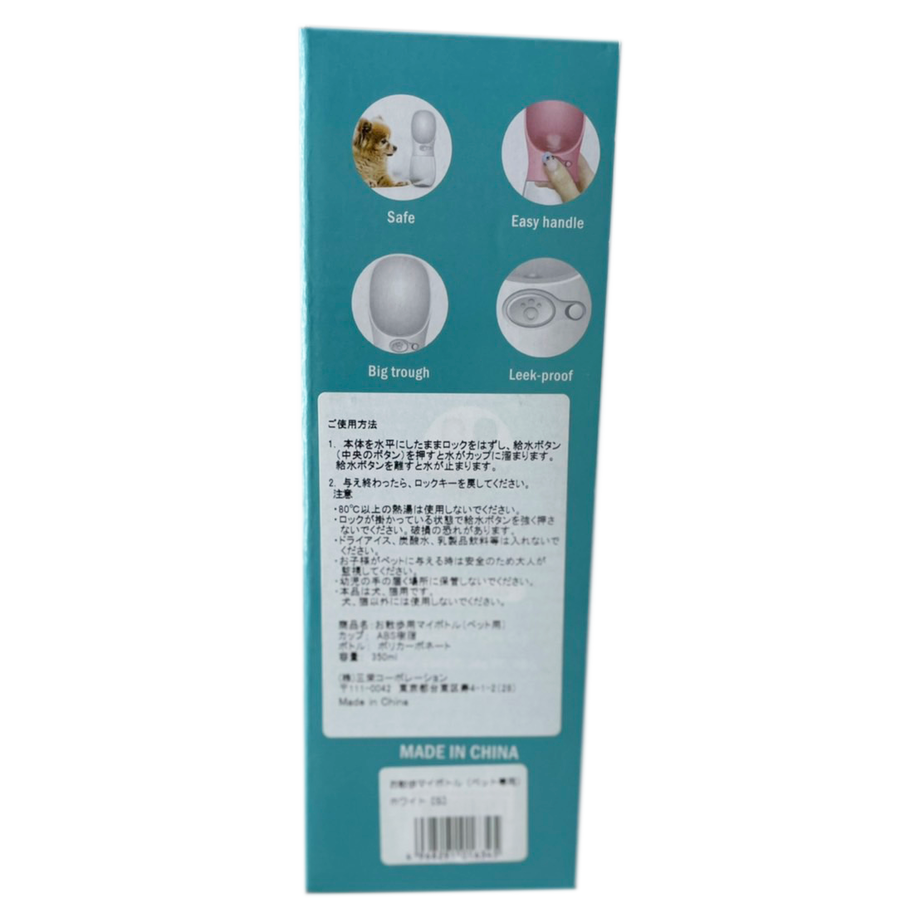 Safe
Easy handle
Big trough
Leek-proof
ご使用方法
1. 本体を水平にしたままロックをはずし、給水ボタン
(中央のボタン)を押すと水がカップに溜まります。
給水ボタンを離すと水が止まります。
2. 与え終わったら、ロックキーを戻してください。
注意
・80℃以上の熱湯は使用しないでください。
・ロックが掛かっている状態で給水ボタンを強く押さ
ないでください。破損の恐れがあります。
・ドライアイス、炭酸水、乳製品飲料等は入れないで
ください。
・お子様がペットに与える時は安全のため大人が
監視してください。
・幼児の手の届く場所に保管しないでください。
・本品は犬、猫用です。
犬、猫以外には使用しないでください。
商品名:お散歩用マイボトル(ペット用)
カップ: ABS樹脂
ボトル: ポリカーボネート
容量 350ml
(株)三栄コーポレーション
〒111-0042 東京都台東区寿4-1-2
Made in China
MADE IN CHINA
お散歩マイボトル (ペット専用)
ホワイト